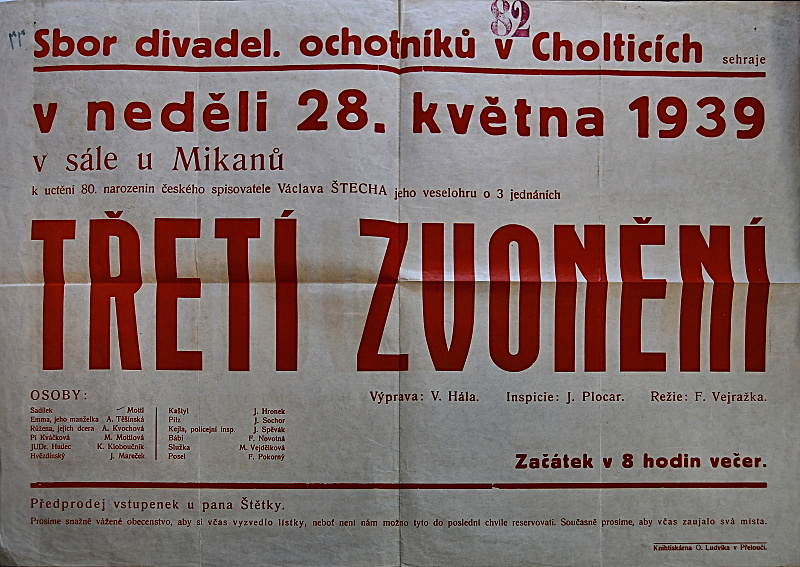 82
Sbor divadel. ochotníků v Cholticích sehraje
v neděli 28. května 1939
v sále u Mikanů
k uctění 80. narozenin českého spisovatele Václava ŠTECHA jeho veselohru o 3 jednáních
TŘETÍ ZVONĚNÍ
OSOBY:
Výprava: V. Hála. Inspicie: J. Plocar. Režie: F. Vejražka.
Sadílek Mottl
Emma, jeho manželka A. Těšínská
Růžena, jejich dcera A. Kvochová
Pí Kváčková M. Mottlová
JUDr. Hudec K. Kloboučník
Hvězdinský J. Mareček
Kaštyl J. Hronek
Pilz J. Sochor
Kejla, policejní insp. J. Spěvák
Bábi F. Novotná
Služka M. Vejdělková
Posel F. Pokorný
Začátek v 8 hodin večer.
Předprodej vstupenek u pana Štětky.
Prosíme snažně vážené obecenstvo, aby si včas vyzvedlo lístky, neboť není nám možno tyto do poslední chvíle reservovati. Současně prosíme, aby včas zaujalo svá místa.
Knihtiskárna O. Ludvíka v Přelouči.